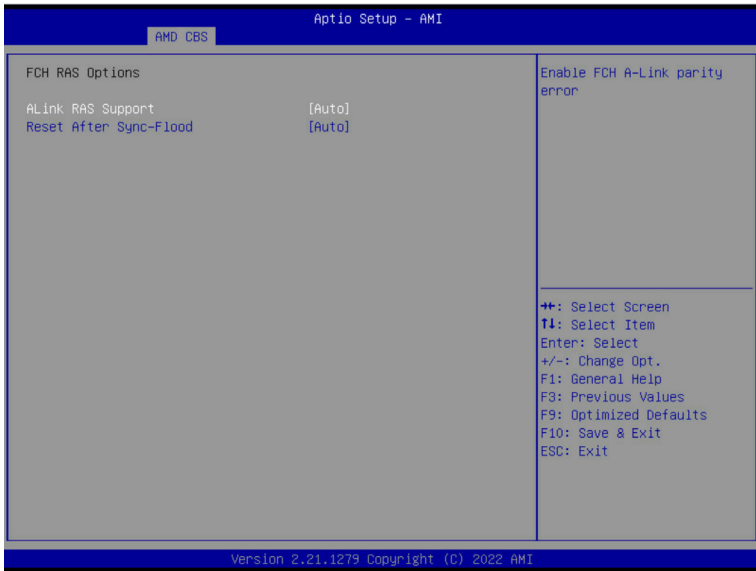 Aptio Setup - AMI
AMD CBS
FCH RAS Options
ALink RAS Support [Auto]
Reset After Sync-Flood [Auto]
Enable FCH A-Link parity
error
→←: Select Screen
↑↓: Select Item
Enter: Select
+/-: Change Opt.
F1: General Help
F3: Previous Values
F9: Optimized Defaults
F10: Save & Exit
ESC: Exit
Version 2.21.1279 Copyright (C) 2022 AMI